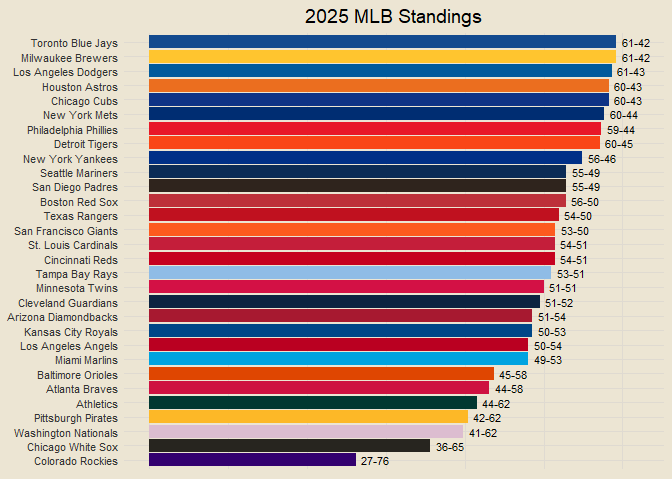 2025 MLB Standings
Toronto Blue Jays 61-42
Milwaukee Brewers 61-42
Los Angeles Dodgers 61-43
Houston Astros 60-43
Chicago Cubs 60-43
New York Mets 60-44
Philadelphia Phillies 59-44
Detroit Tigers 60-45
New York Yankees 56-46
Seattle Mariners 55-49
San Diego Padres 55-49
Boston Red Sox 56-50
Texas Rangers 54-50
San Francisco Giants 53-50
St. Louis Cardinals 54-51
Cincinnati Reds 54-51
Tampa Bay Rays 53-51
Minnesota Twins 51-51
Cleveland Guardians 51-52
Arizona Diamondbacks 51-54
Kansas City Royals 50-53
Los Angeles Angels 50-54
Miami Marlins 49-53
Baltimore Orioles 45-58
Atlanta Braves 44-58
Athletics 44-62
Pittsburgh Pirates 42-62
Washington Nationals 41-62
Chicago White Sox 36-65
Colorado Rockies 27-76